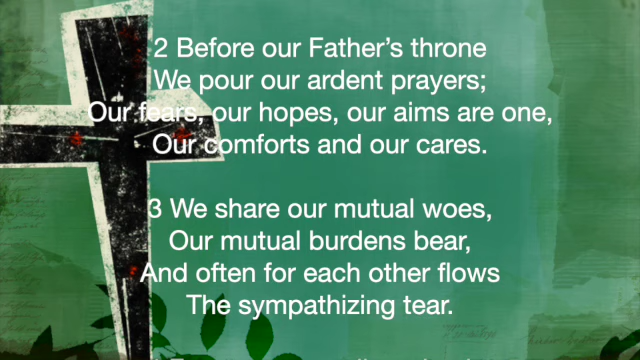 2 Before our Father's throne
We pour our ardent prayers;
Our fears, our hopes, our aims are one,
Our comforts and our cares.
3 We share our mutual woes,
Our mutual burdens bear,
And often for each other flows
The sympathizing tear.